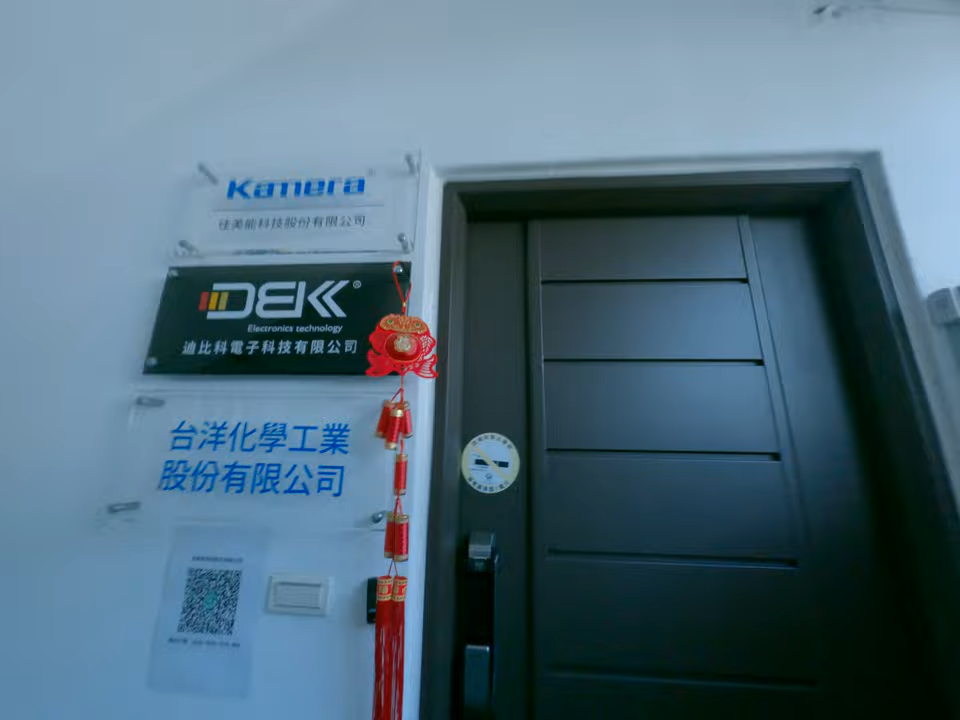 Kamera®
佳美能科技股份有限公司
DEKK®
Electronics technology
迪比科電子科技有限公司
台洋化學工業
股份有限公司